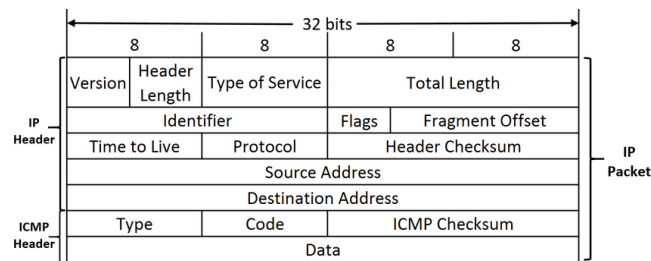 32 bits
8 8 8 8
Version Header Length Type of Service Total Length
Identifier Flags Fragment Offset
IP Header
Time to Live Protocol Header Checksum
Source Address
IP Packet
Destination Address
ICMP Header
Type Code ICMP Checksum
Data